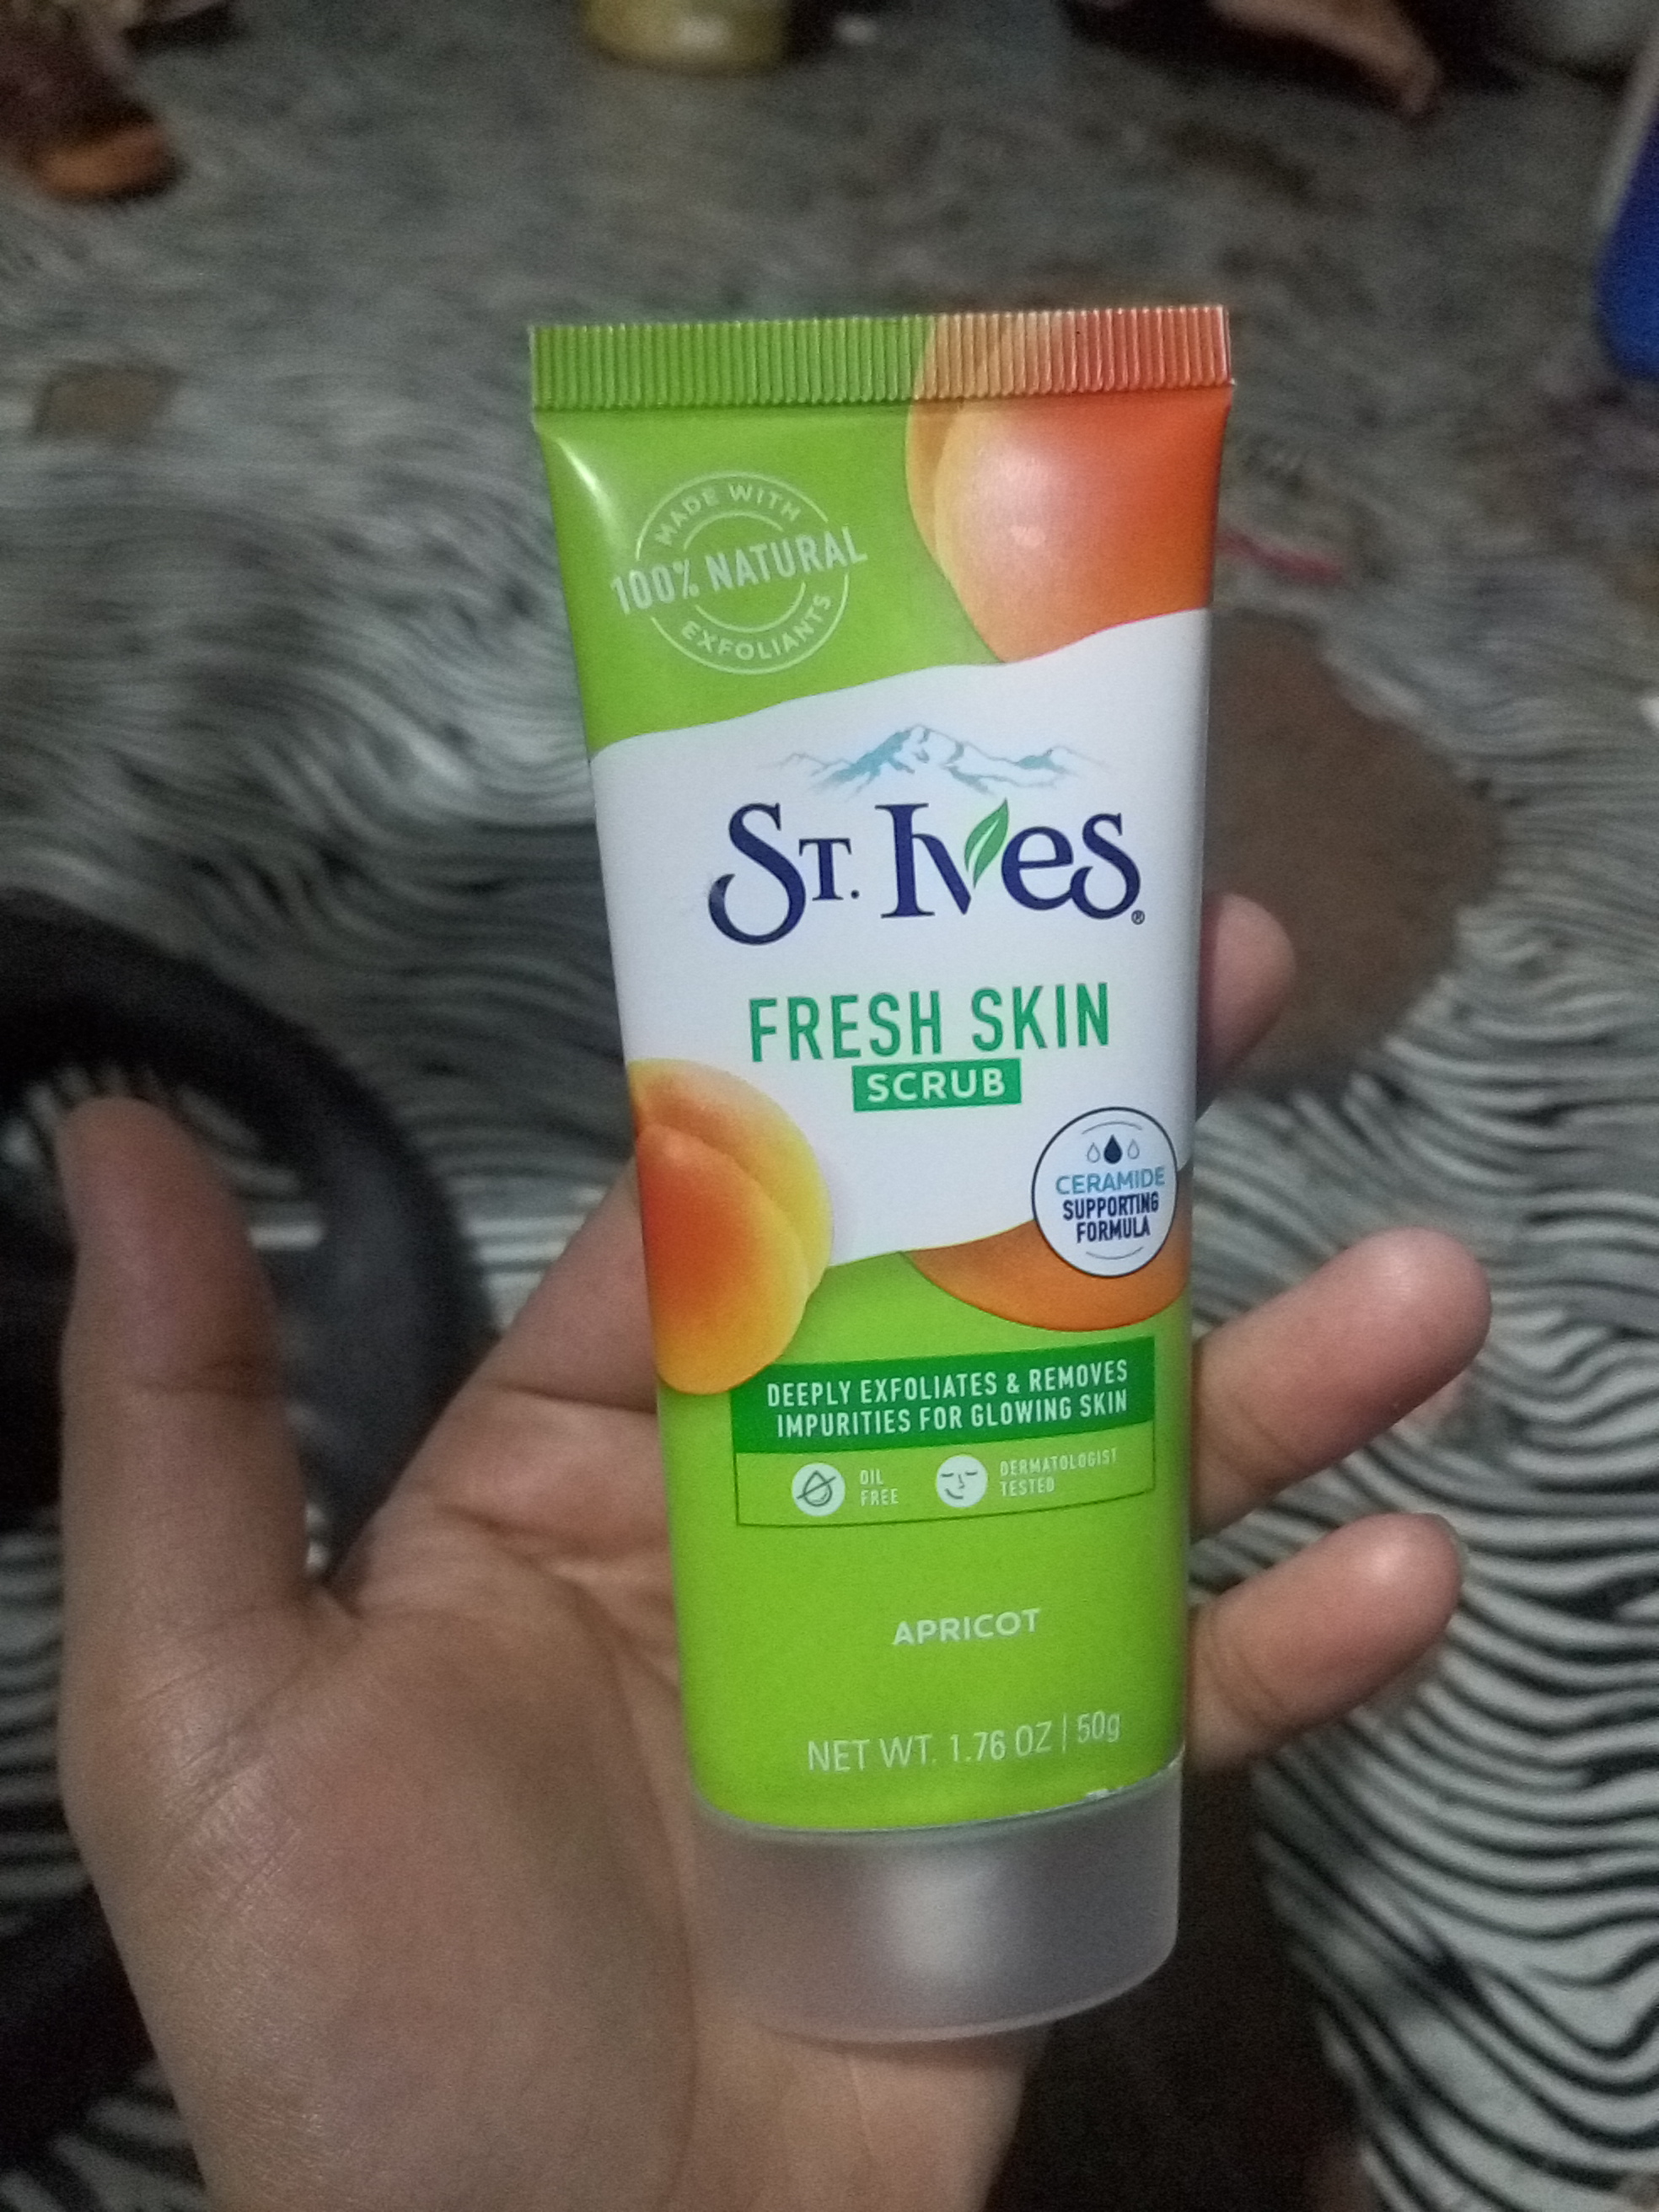 MADE WITH
100% NATURAL
EXFOLIANTS
ST. IVES®
FRESH SKIN
SCRUB
CERAMIDE
SUPPORTING
FORMULA
DEEPLY EXFOLIATES & REMOVES
IMPURITIES FOR GLOWING SKIN
OIL
FREE
DERMATOLOGIST
TESTED
APRICOT
NET WT. 1.76 OZ | 50g